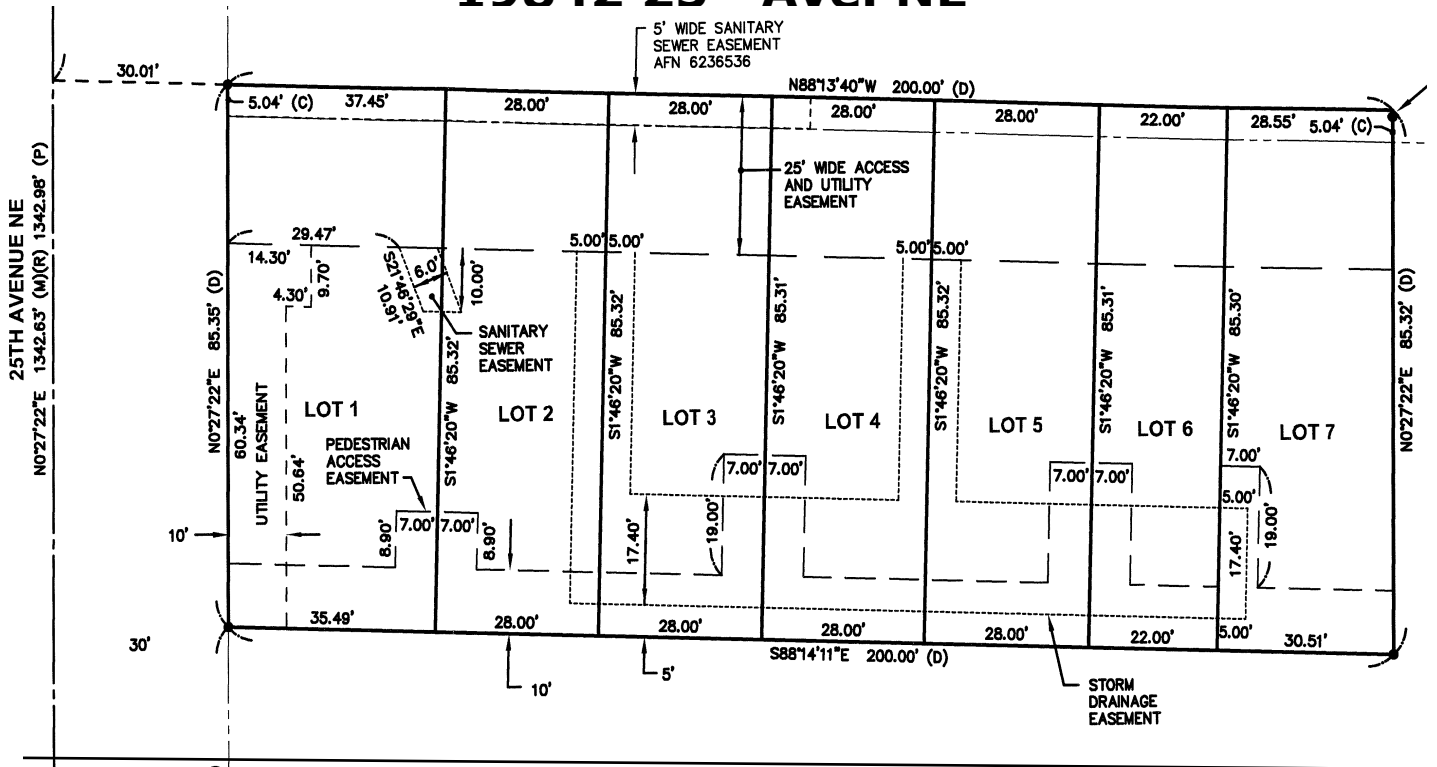 5' WIDE SANITARY
SEWER EASEMENT
AFN 6236536
30.01'
N88°13'40"W 200.00' (D)
5.04' (C)
37.45'
28.00'
28.00'
28.00'
28.00'
22.00'
28.55'
5.04' (C)
25' WIDE ACCESS
AND UTILITY
EASEMENT
25TH AVENUE NE
N0°27'22"E 1342.63' (M)(R) 1342.98' (P)
29.47'
14.30'
9.70'
4.30'
S21°46'29"E
10.91'
6.0'
10.00'
5.00'
5.00'
5.00'
5.00'
SANITARY
SEWER
EASEMENT
N0°27'22"E 85.35' (D)
60.34'
UTILITY EASEMENT
50.64'
S1°46'20"W 85.32'
S1°46'20"W 85.32'
S1°46'20"W 85.31'
S1°46'20"W 85.32'
S1°46'20"W 85.31'
S1°46'20"W 85.30'
N0°27'22"E 85.32' (D)
LOT 1
LOT 2
LOT 3
LOT 4
LOT 5
LOT 6
LOT 7
PEDESTRIAN
ACCESS
EASEMENT
7.00'
7.00'
7.00'
7.00'
7.00'
7.00'
7.00'
5.00'
10'
8.90'
8.90'
17.40'
19.00'
17.40'
19.00'
35.49'
28.00'
28.00'
28.00'
28.00'
22.00'
5.00'
30.51'
30'
S88°14'11"E 200.00' (D)
10'
5'
STORM
DRAINAGE
EASEMENT